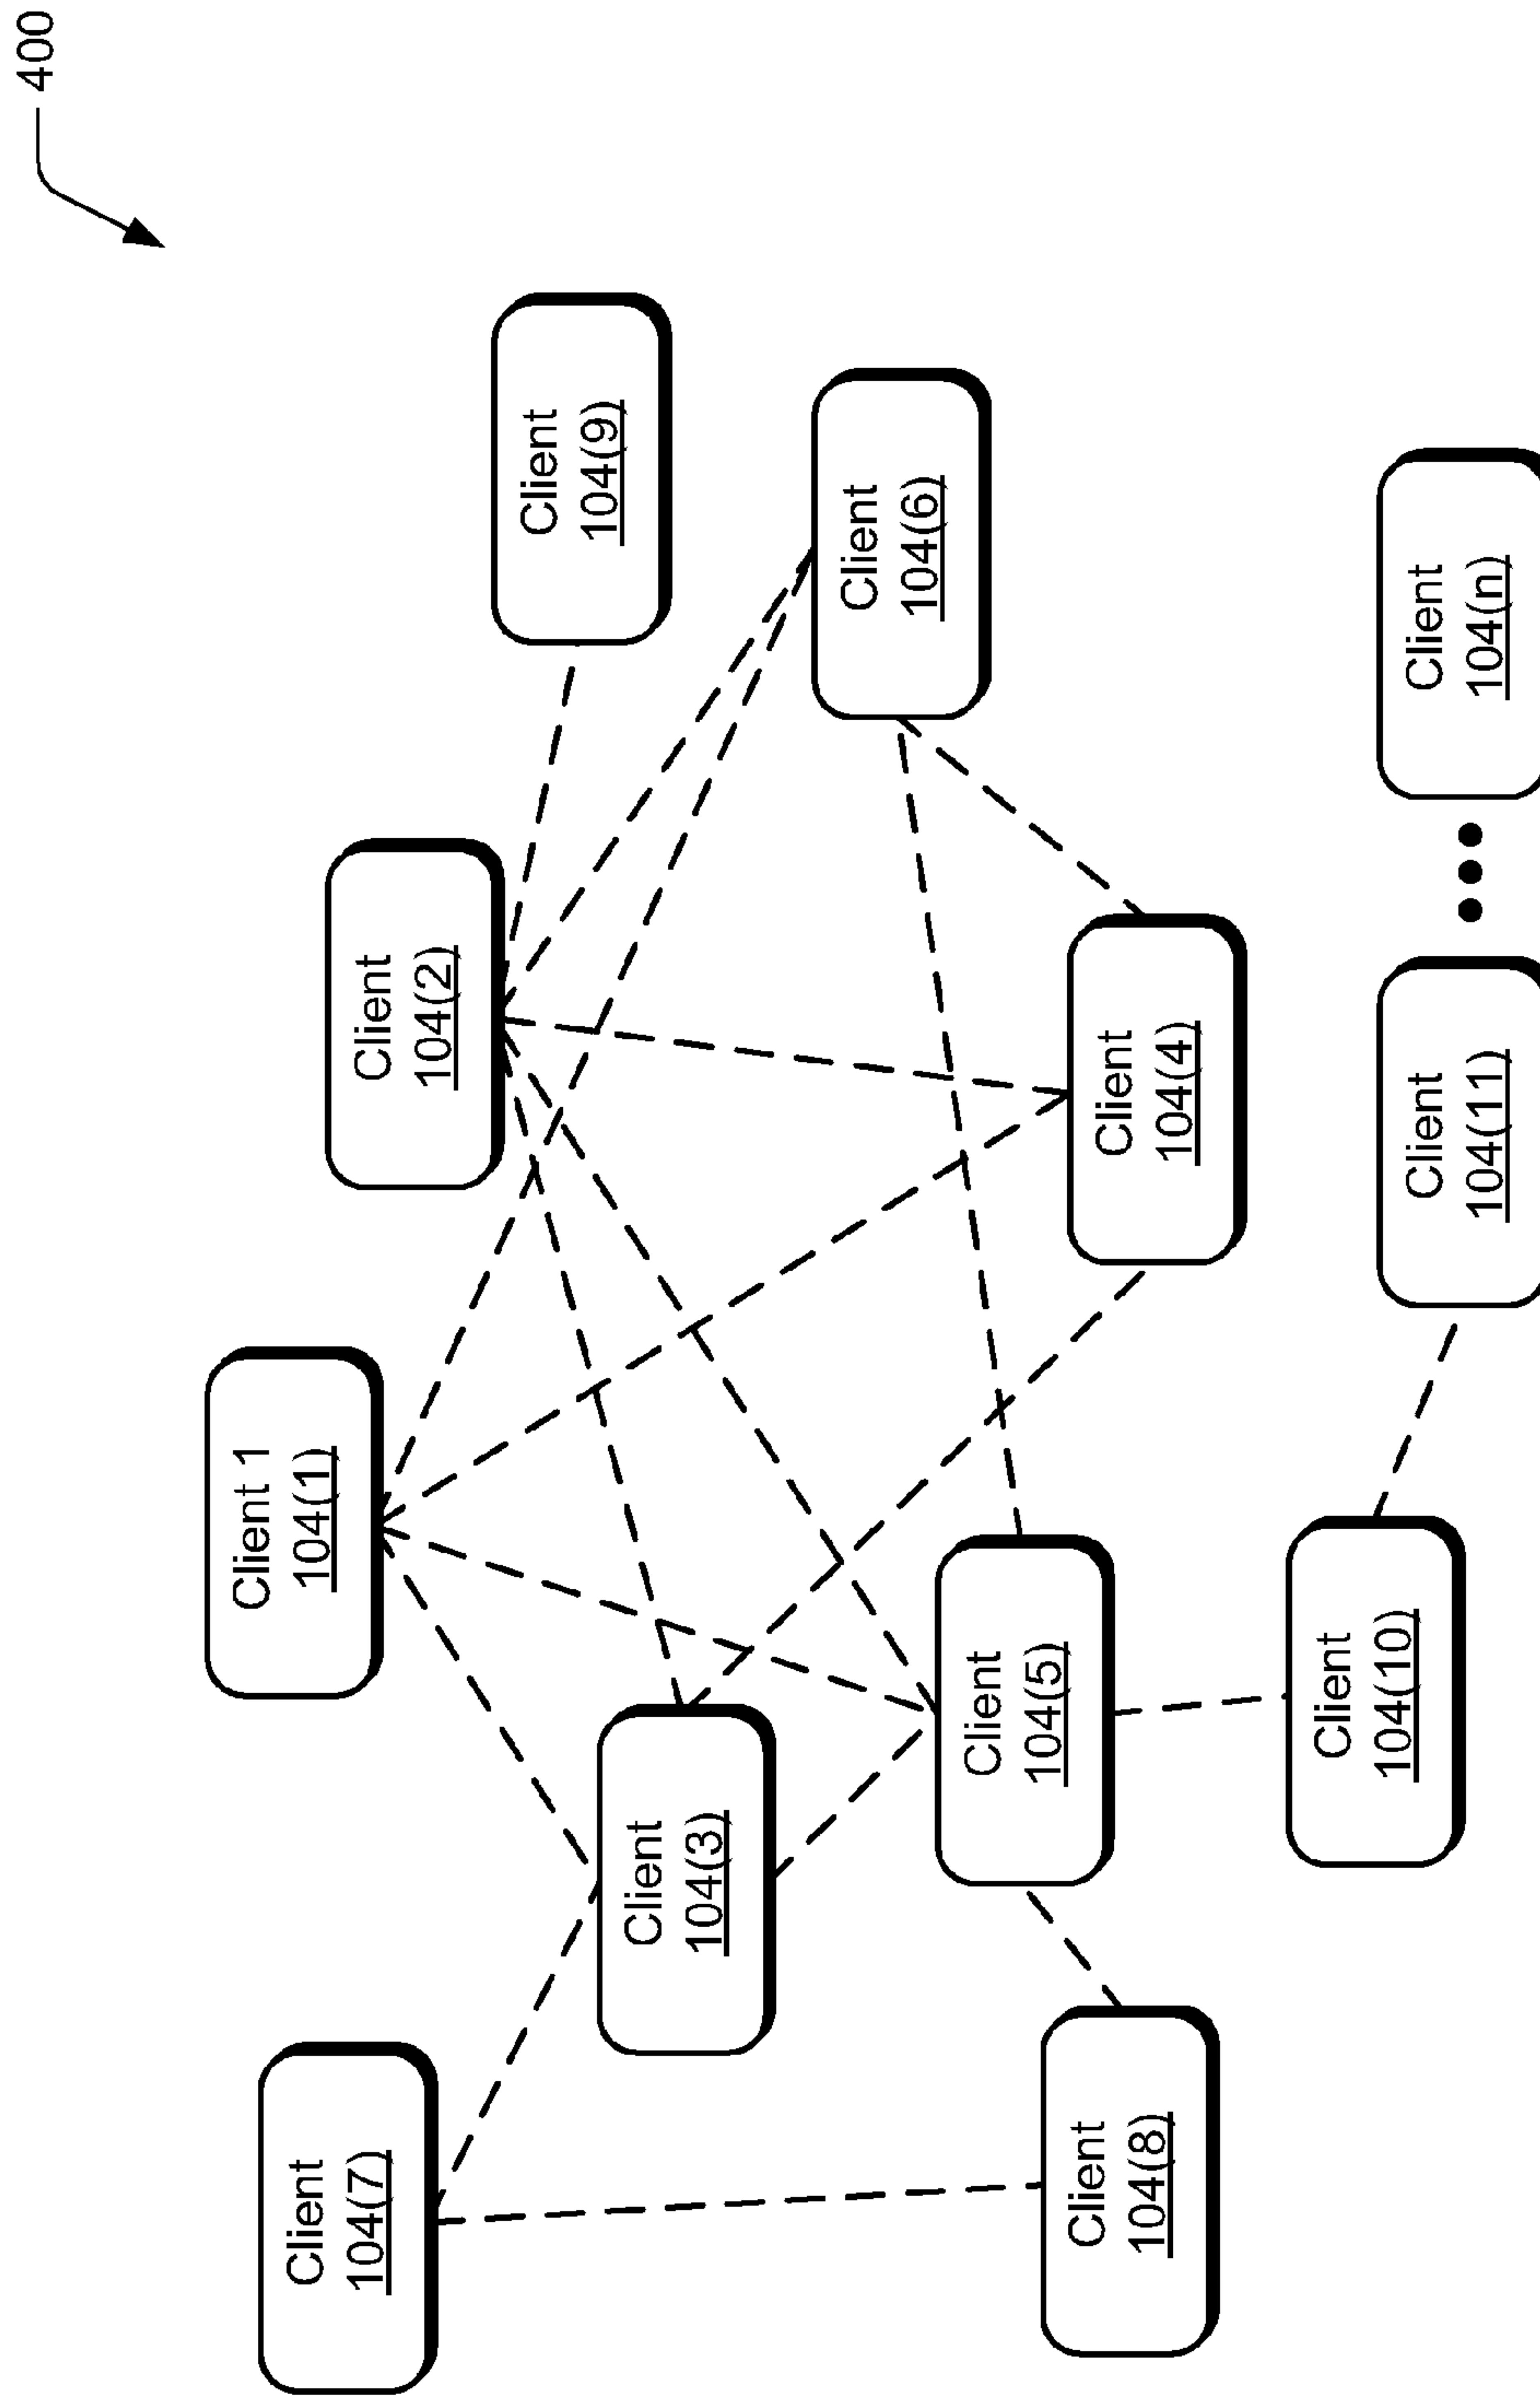 400
Client 1
104(1)
Client
104(2)
Client
104(7)
Client
104(9)
Client
104(3)
Client
104(6)
Client
104(5)
Client
104(4)
Client
104(8)
Client
104(10)
Client
104(11)
Client
104(n)